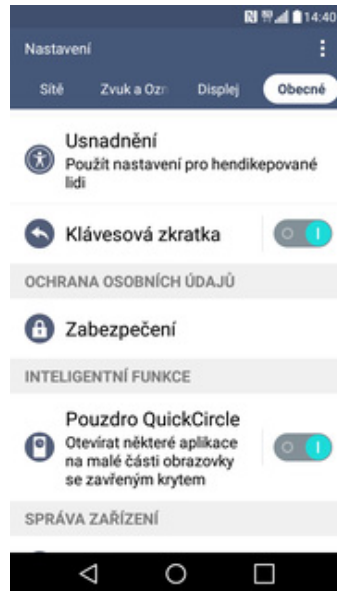 14:40
Nastavení
Sítě Zvuk a Ozn Displej Obecné
Usnadnění
Použít nastavení pro hendikepované
lidi
Klávesová zkratka
OCHRANA OSOBNÍCH ÚDAJŮ
Zabezpečení
INTELIGENTNÍ FUNKCE
Pouzdro QuickCircle
Otevírat některé aplikace
na malé části obrazovky
se zavřeným krytem
SPRÁVA ZAŘÍZENÍ